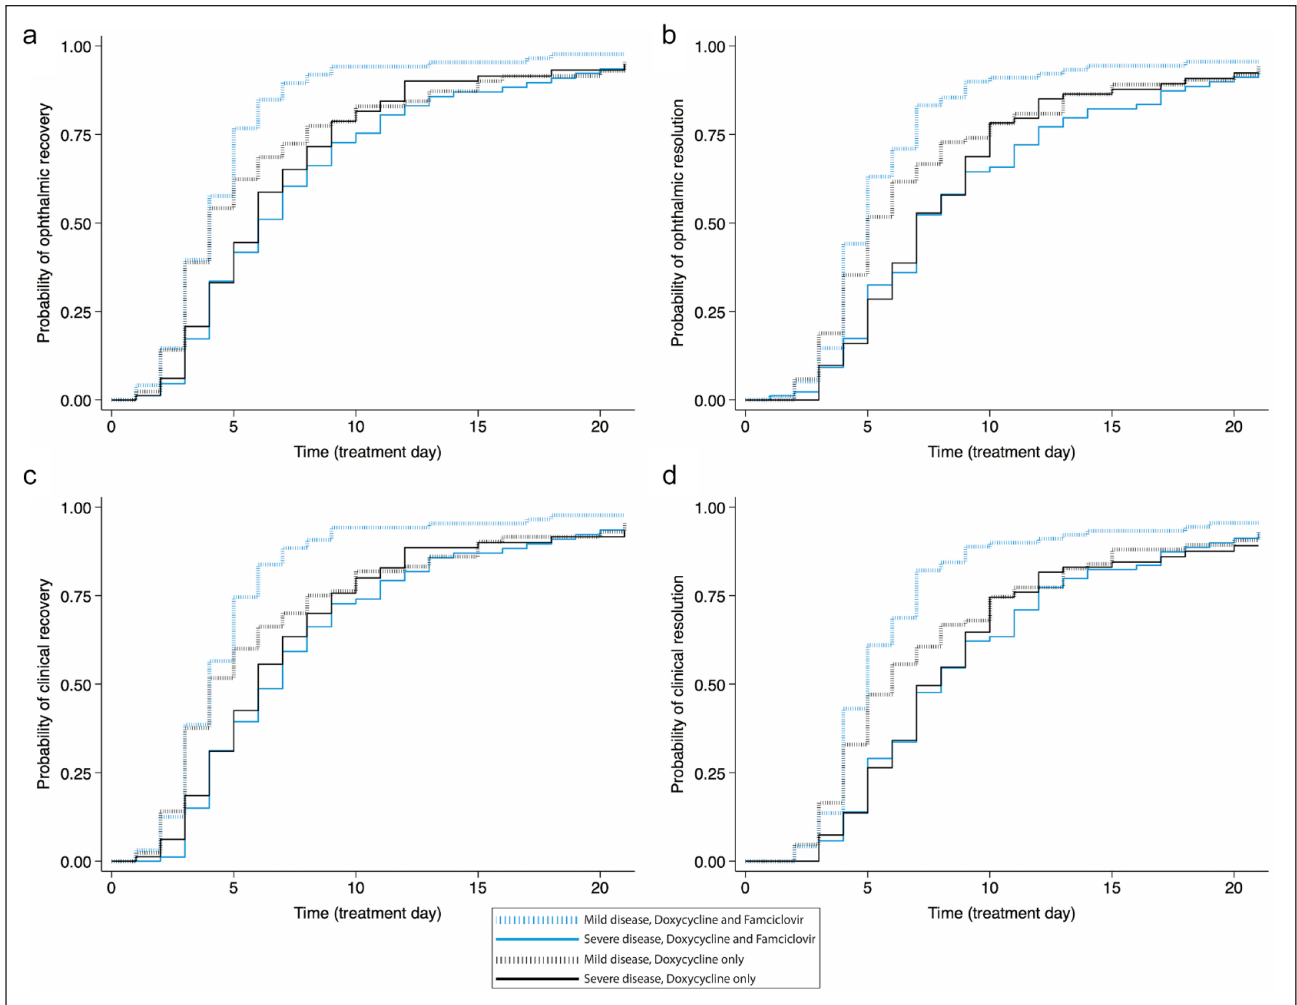 a
1.00
0.75
0.50
0.25
0.00
Probability of ophthalmic recovery
0 5 10 15 20
Time (treatment day)
b
1.00
0.75
0.50
0.25
0.00
Probability of ophthalmic resolution
0 5 10 15 20
Time (treatment day)
c
1.00
0.75
0.50
0.25
0.00
Probability of clinical recovery
0 5 10 15 20
Time (treatment day)
d
1.00
0.75
0.50
0.25
0.00
Probability of clinical resolution
0 5 10 15 20
Time (treatment day)
Mild disease, Doxycycline and Famciclovir
Severe disease, Doxycycline and Famciclovir
Mild disease, Doxycycline only
Severe disease, Doxycycline only